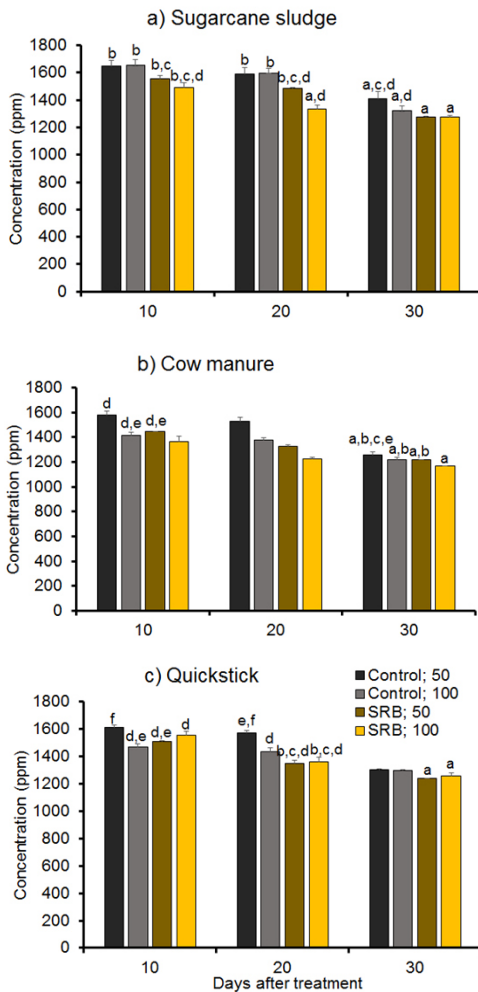 a) Sugarcane sludge
Concentration (ppm)
1800
1600
1400
1200
1000
800
600
400
200
0
b b b,c b,c,d
b b b,c,d a,d
a,c,d a,d a a
10 20 30
b) Cow manure
Concentration (ppm)
1800
1600
1400
1200
1000
800
600
400
200
0
d d,e d,e
a,b,c,e a,b a,b a
10 20 30
c) Quickstick
Concentration (ppm)
1800
1600
1400
1200
1000
800
600
400
200
0
Control; 50
Control; 100
SRB; 50
SRB; 100
f d,e d,e d
e,f d b,c,d b,c,d
a a
10 20 30
Days after treatment